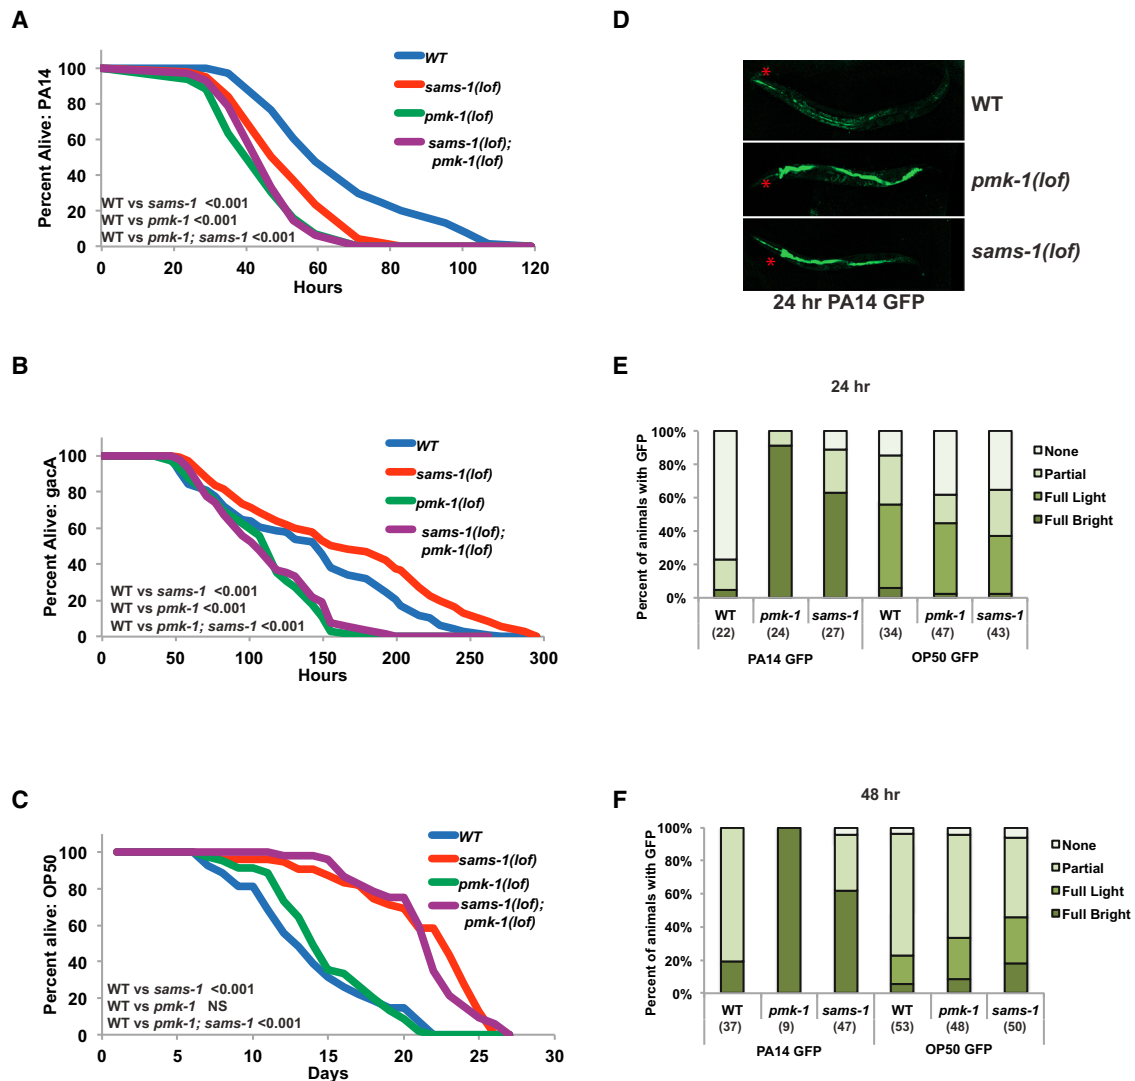 A
Percent Alive: PA14
100
80
60
40
20
0
WT
sams-1(lof)
pmk-1(lof)
sams-1(lof);
pmk-1(lof)
WT vs sams-1 <0.001
WT vs pmk-1 <0.001
WT vs pmk-1; sams-1 <0.001
0 20 40 60 80 100 120
Hours
D
*
WT
*
pmk-1(lof)
*
sams-1(lof)
24 hr PA14 GFP
B
Percent Alive: gacA
100
80
60
40
20
0
WT
sams-1(lof)
pmk-1(lof)
sams-1(lof);
pmk-1(lof)
WT vs sams-1 <0.001
WT vs pmk-1 <0.001
WT vs pmk-1; sams-1 <0.001
0 50 100 150 200 250 300
Hours
E
24 hr
Percent of animals with GFP
100%
80%
60%
40%
20%
0%
None
Partial
Full Light
Full Bright
WT pmk-1 sams-1 WT pmk-1 sams-1
(22) (24) (27) (34) (47) (43)
PA14 GFP OP50 GFP
C
Percent alive: OP50
100
80
60
40
20
0
WT
sams-1(lof)
pmk-1(lof)
sams-1(lof);
pmk-1(lof)
WT vs sams-1 <0.001
WT vs pmk-1 NS
WT vs pmk-1; sams-1 <0.001
0 5 10 15 20 25 30
Days
F
48 hr
Percent of animals with GFP
100%
80%
60%
40%
20%
0%
None
Partial
Full Light
Full Bright
WT pmk-1 sams-1 WT pmk-1 sams-1
(37) (9) (47) (53) (48) (50)
PA14 GFP OP50 GFP